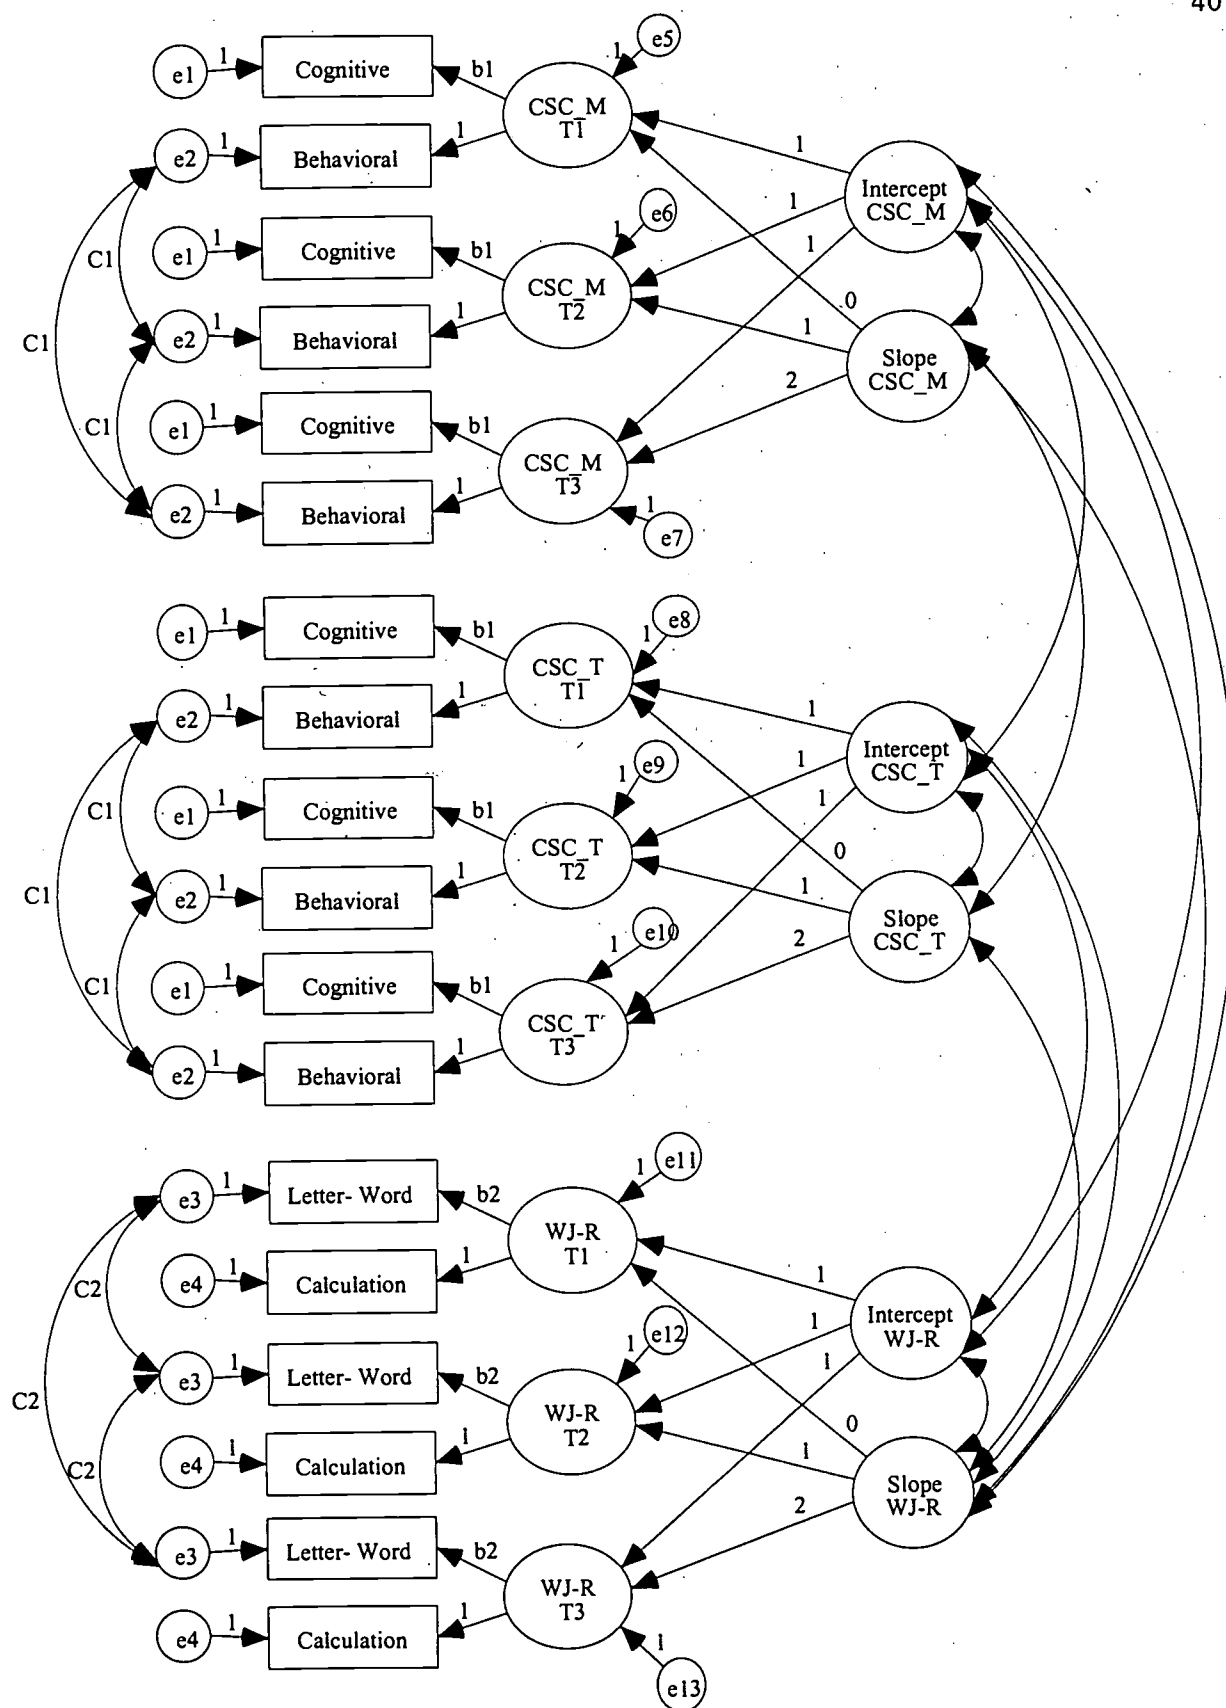 40
e1 1 Cognitive b1 CSC_M T1 1 e5
e2 1 Behavioral 1
1 Intercept CSC_M
e1 1 Cognitive b1 CSC_M T2 1 e6
1
C1
1
e2 1 Behavioral 1
0
C1
1 Slope CSC_M
2
e1 1 Cognitive b1 CSC_M T3
C1
e2 1 Behavioral 1
1 e7
e1 1 Cognitive b1 CSC_T T1 1 e8
e2 1 Behavioral 1
1 Intercept CSC_T
e1 1 Cognitive b1 CSC_T T2 1 e9
1
C1
1
e2 1 Behavioral 1
0
C1
1 Slope CSC_T
2
e1 1 Cognitive b1 CSC_T T3 1 e10
C1
e2 1 Behavioral 1
e3 1 Letter- Word b2 WJ-R T1 1 e11
e4 1 Calculation 1
C2
1 Intercept WJ-R
1
e3 1 Letter- Word b2 WJ-R T2 1 e12
1
C2
0
e4 1 Calculation 1
C2
1 Slope WJ-R
2
e3 1 Letter- Word b2 WJ-R T3
e4 1 Calculation 1
1 e13